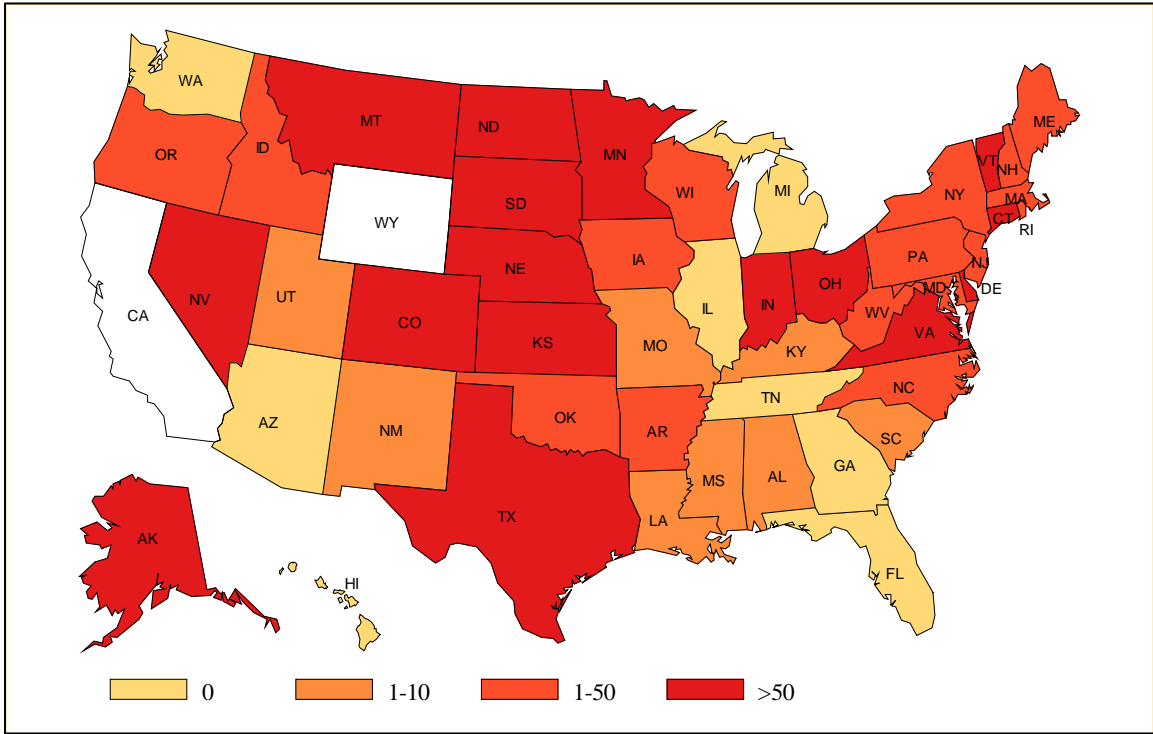 WA
MT
ND
MN
ME
OR
ID
WI
MI
VT
NH
NY
MA
CT
RI
WY
SD
IA
PA
NJ
NE
OH
MD
DE
NV
UT
IL
IN
WV
CA
CO
KS
MO
KY
VA
AZ
NM
OK
AR
TN
NC
SC
MS
AL
GA
LA
TX
AK
HI
FL
0
1-10
1-50
>50